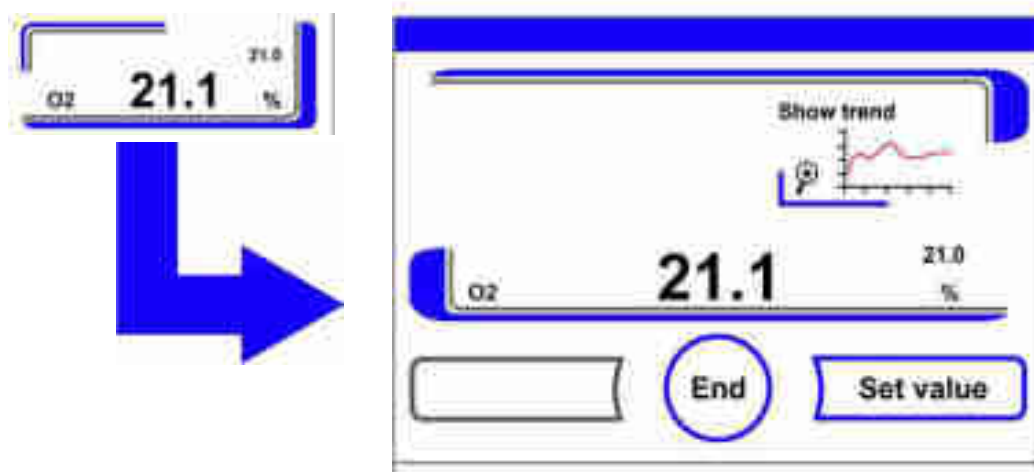 21.0
O2 21.1 %
Show trend
21.0
O2 21.1 %
End Set value